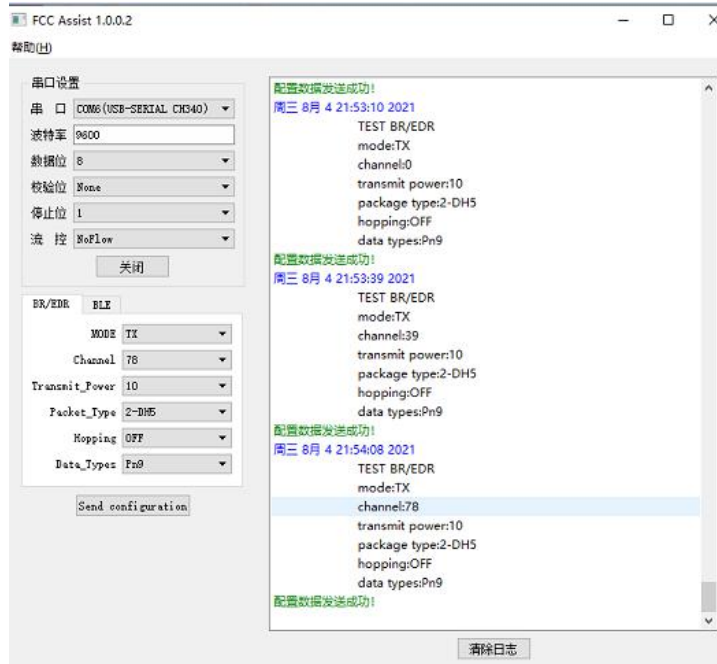 FCC Assist 1.0.0.2
帮助(H)
串口设置
串 口 COM6(USB-SERIAL CH340)
波特率 9600
数据位 8
校验位 None
停止位 1
流 控 NoFlow
关闭
BR/EDR BLE
MODE TX
Channel 78
Transmit_Power 10
Packet_Type 2-DH5
Hopping OFF
Data_Types Pn9
Send configuration
配置数据发送成功!
周三 8月 4 21:53:10 2021
TEST BR/EDR
mode:TX
channel:0
transmit power:10
package type:2-DH5
hopping:OFF
data types:Pn9
配置数据发送成功!
周三 8月 4 21:53:39 2021
TEST BR/EDR
mode:TX
channel:39
transmit power:10
package type:2-DH5
hopping:OFF
data types:Pn9
配置数据发送成功!
周三 8月 4 21:54:08 2021
TEST BR/EDR
mode:TX
channel:78
transmit power:10
package type:2-DH5
hopping:OFF
data types:Pn9
配置数据发送成功!
清除日志